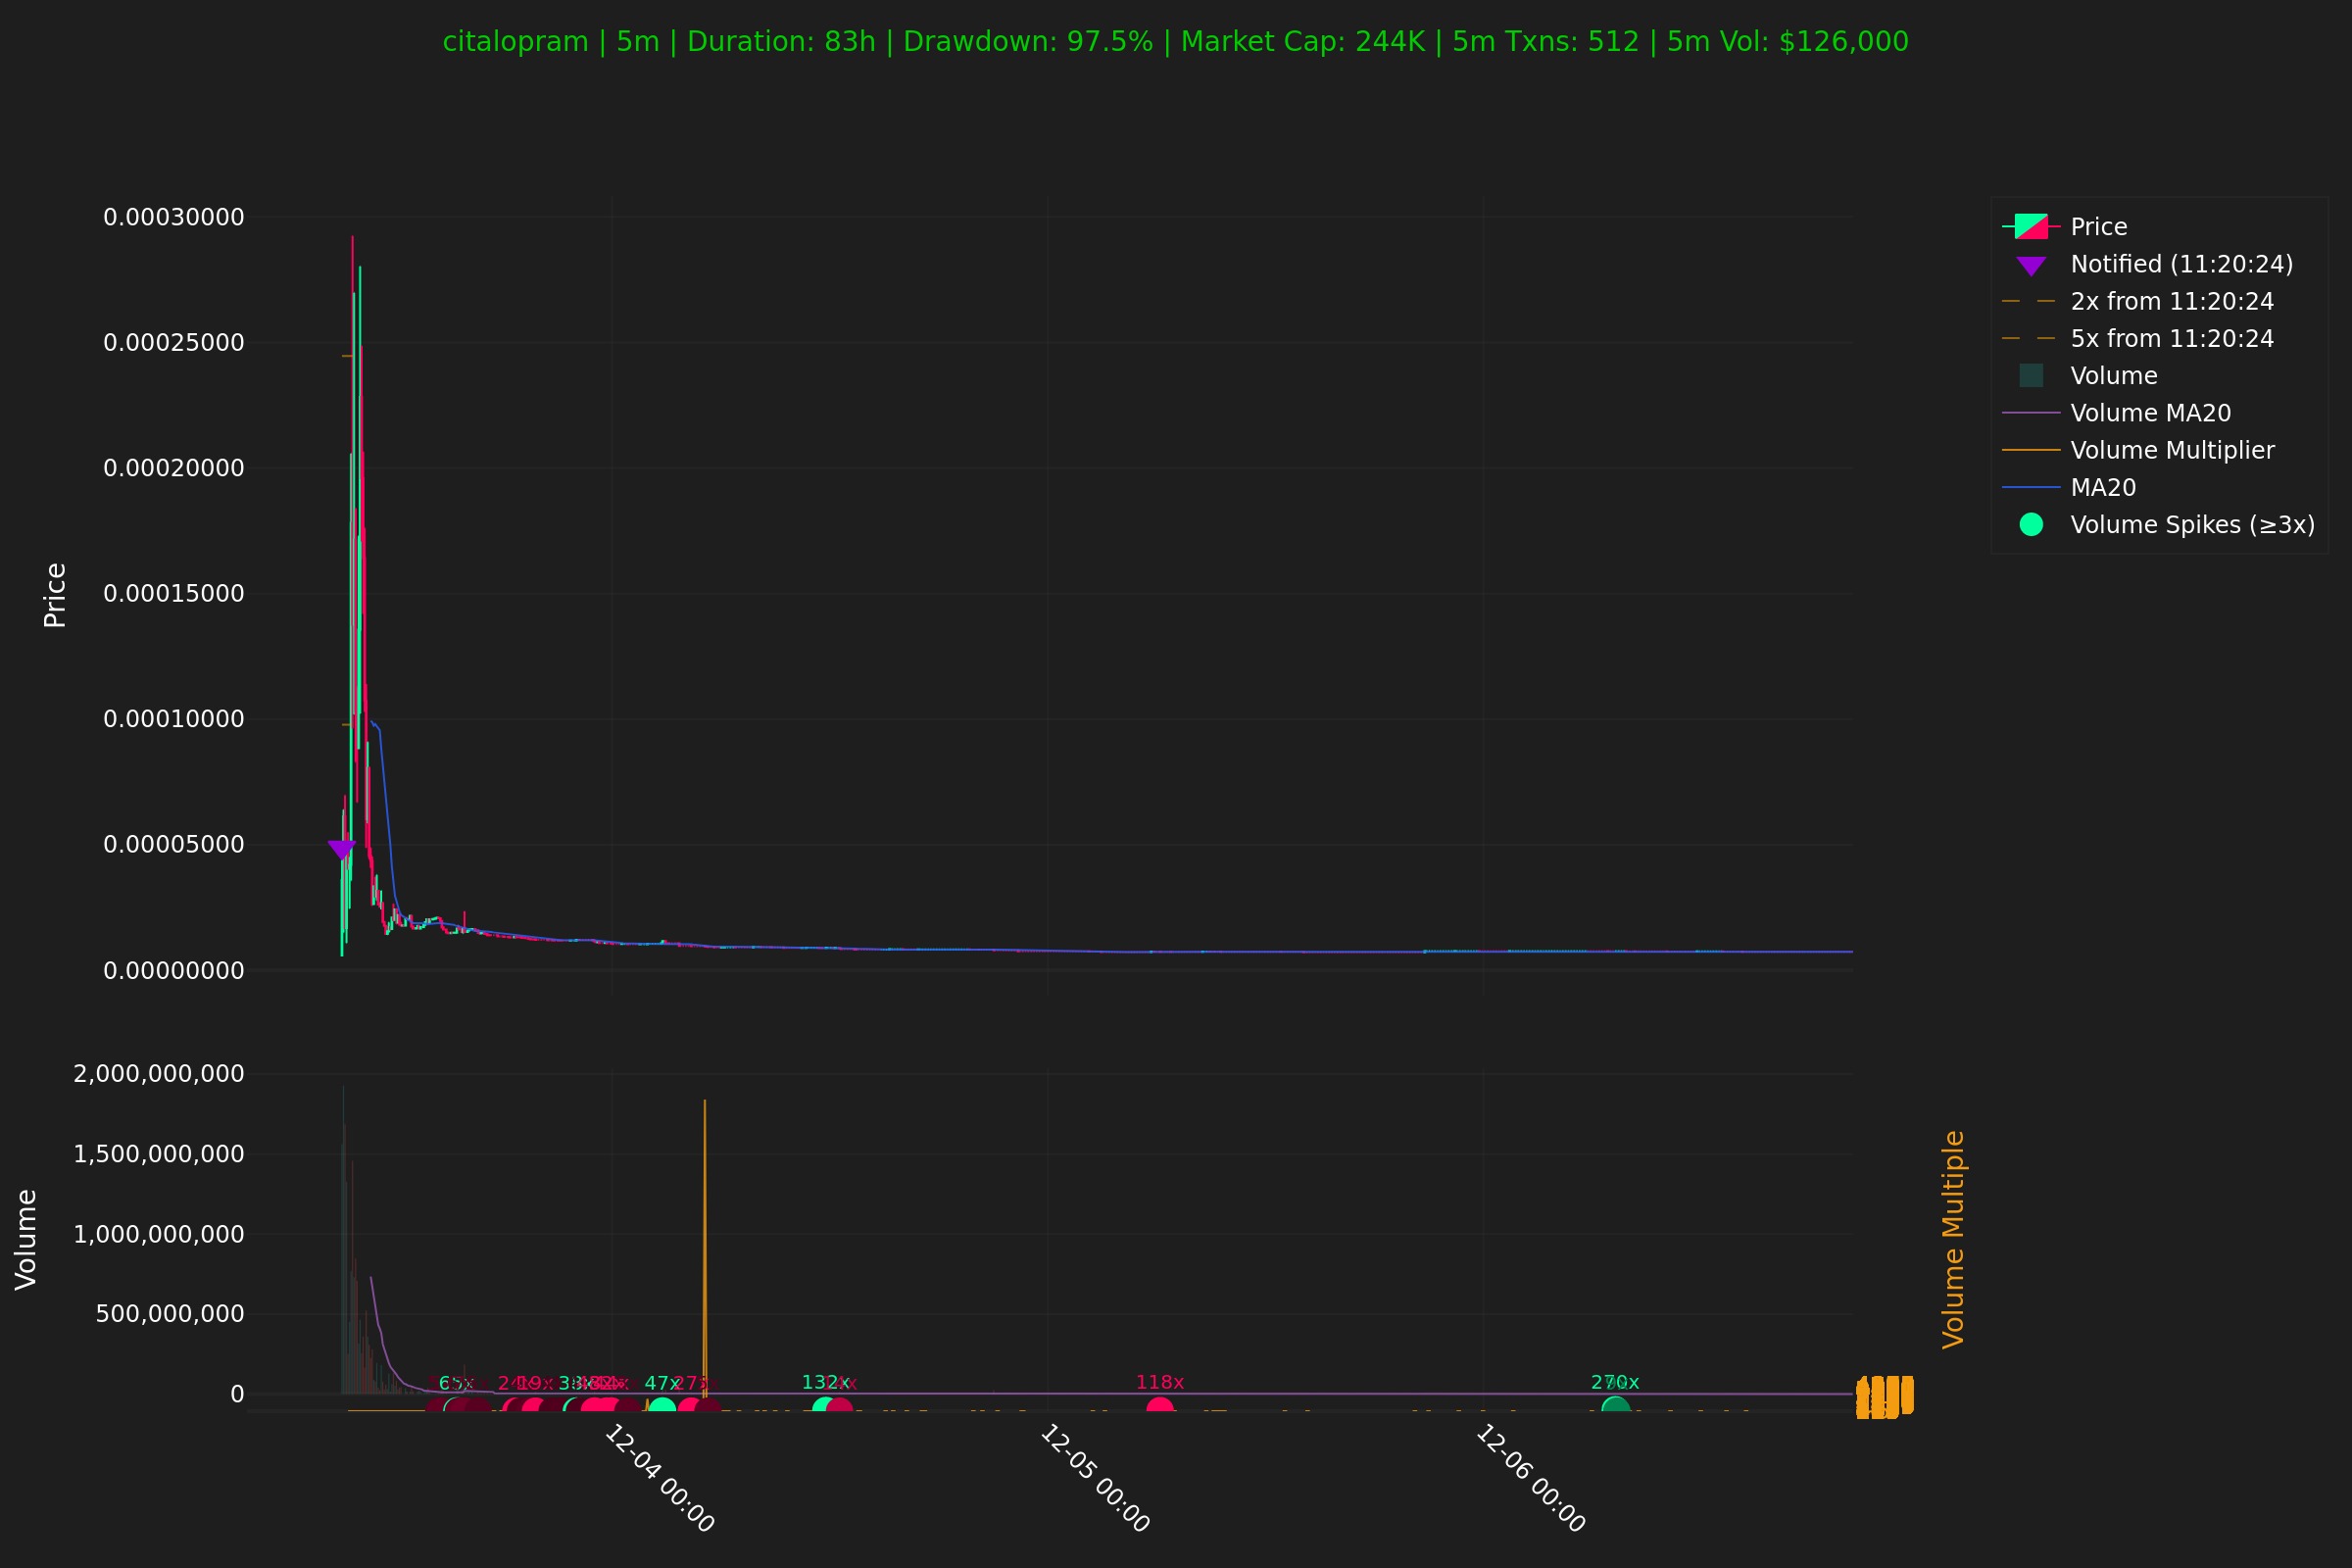 citalopram | 5m | Duration: 83h | Drawdown: 97.5% | Market Cap: 244K | 5m Txns: 512 | 5m Vol: $126,000
Price
0.00030000
0.00025000
0.00020000
0.00015000
0.00010000
0.00005000
0.00000000
Price
Notified (11:20:24)
2x from 11:20:24
5x from 11:20:24
Volume
Volume MA20
Volume Multiplier
MA20
Volume Spikes (≥3x)
Volume
2,000,000,000
1,500,000,000
1,000,000,000
500,000,000
0
19x
47x
27x
132x
118x
270x
Volume Multiple
12-04 00:00
12-05 00:00
12-06 00:00